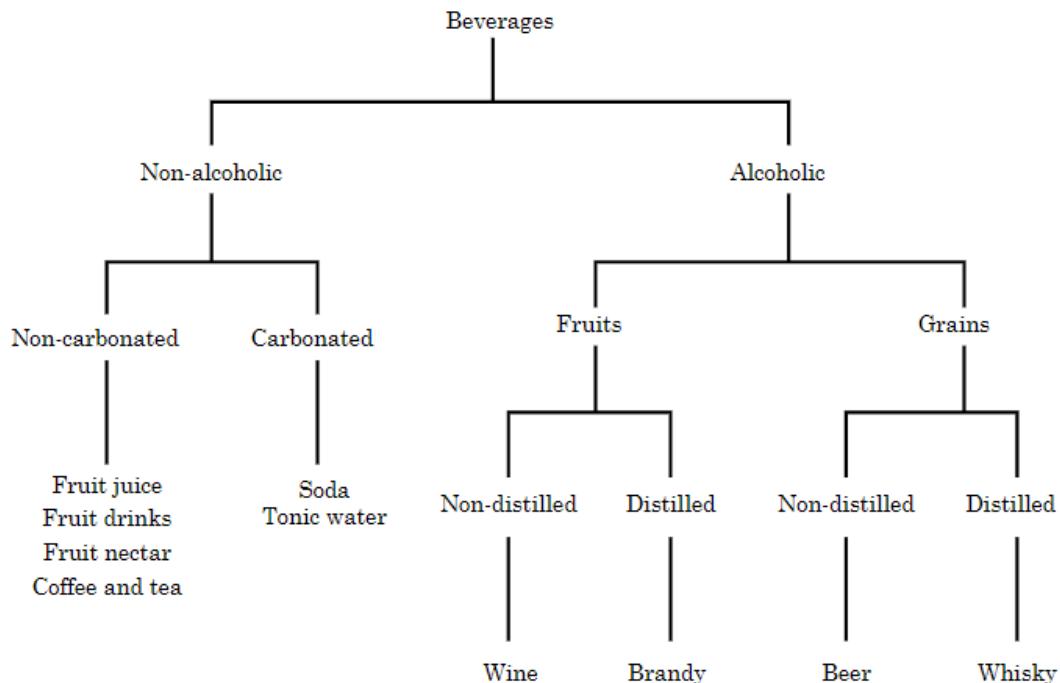 Beverages
Non-alcoholic
Alcoholic
Non-carbonated
Carbonated
Fruits
Grains
Fruit juice
Fruit drinks
Fruit nectar
Coffee and tea
Soda
Tonic water
Non-distilled
Distilled
Non-distilled
Distilled
Wine
Brandy
Beer
Whisky